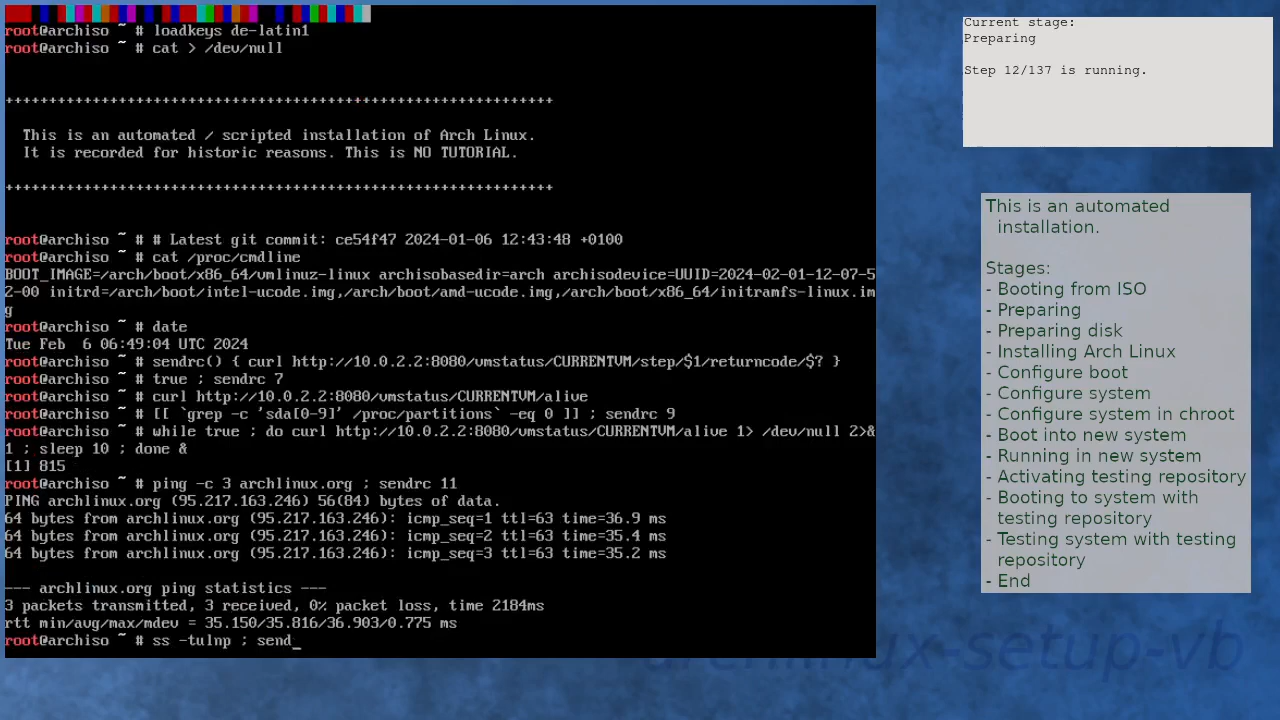 root@archiso ~ # loadkeys de-latin1
root@archiso ~ # cat > /dev/null
+++++++++++++++++++++++++++++++++++++++++++++++++++++++++++++++
This is an automated / scripted installation of Arch Linux.
It is recorded for historic reasons. This is NO TUTORIAL.
+++++++++++++++++++++++++++++++++++++++++++++++++++++++++++++++
root@archiso ~ # # Latest git commit: ce54f47 2024-01-06 12:43:48 +0100
root@archiso ~ # cat /proc/cmdline
BOOT_IMAGE=/arch/boot/x86_64/vmlinuz-linux archisobasedir=arch archisodevice=UUID=2024-02-01-12-07-5
2-00 initrd=/arch/boot/intel-ucode.img,/arch/boot/amd-ucode.img,/arch/boot/x86_64/initramfs-linux.im
g
root@archiso ~ # date
Tue Feb  6 06:49:04 UTC 2024
root@archiso ~ # sendrc() { curl http://10.0.2.2:8080/vmstatus/CURRENTVM/step/$1/returncode/$? }
root@archiso ~ # true ; sendrc 7
root@archiso ~ # curl http://10.0.2.2:8080/vmstatus/CURRENTVM/alive
root@archiso ~ # [[ `grep -c 'sda[0-9]' /proc/partitions` -eq 0 ]] ; sendrc 9
root@archiso ~ # while true ; do curl http://10.0.2.2:8080/vmstatus/CURRENTVM/alive 1> /dev/null 2>&
1 ; sleep 10 ; done &
[1] 815
root@archiso ~ # ping -c 3 archlinux.org ; sendrc 11
PING archlinux.org (95.217.163.246) 56(84) bytes of data.
64 bytes from archlinux.org (95.217.163.246): icmp_seq=1 ttl=63 time=36.9 ms
64 bytes from archlinux.org (95.217.163.246): icmp_seq=2 ttl=63 time=35.4 ms
64 bytes from archlinux.org (95.217.163.246): icmp_seq=3 ttl=63 time=35.2 ms
--- archlinux.org ping statistics ---
3 packets transmitted, 3 received, 0% packet loss, time 2184ms
rtt min/avg/max/mdev = 35.150/35.816/36.903/0.775 ms
root@archiso ~ # ss -tulnp ; send_
Current stage:
Preparing
Step 12/137 is running.
This is an automated
installation.
Stages:
- Booting from ISO
- Preparing
- Preparing disk
- Installing Arch Linux
- Configure boot
- Configure system
- Configure system in chroot
- Boot into new system
- Running in new system
- Activating testing repository
- Booting to system with
testing repository
- Testing system with testing
repository
- End
archlinux-setup-vb